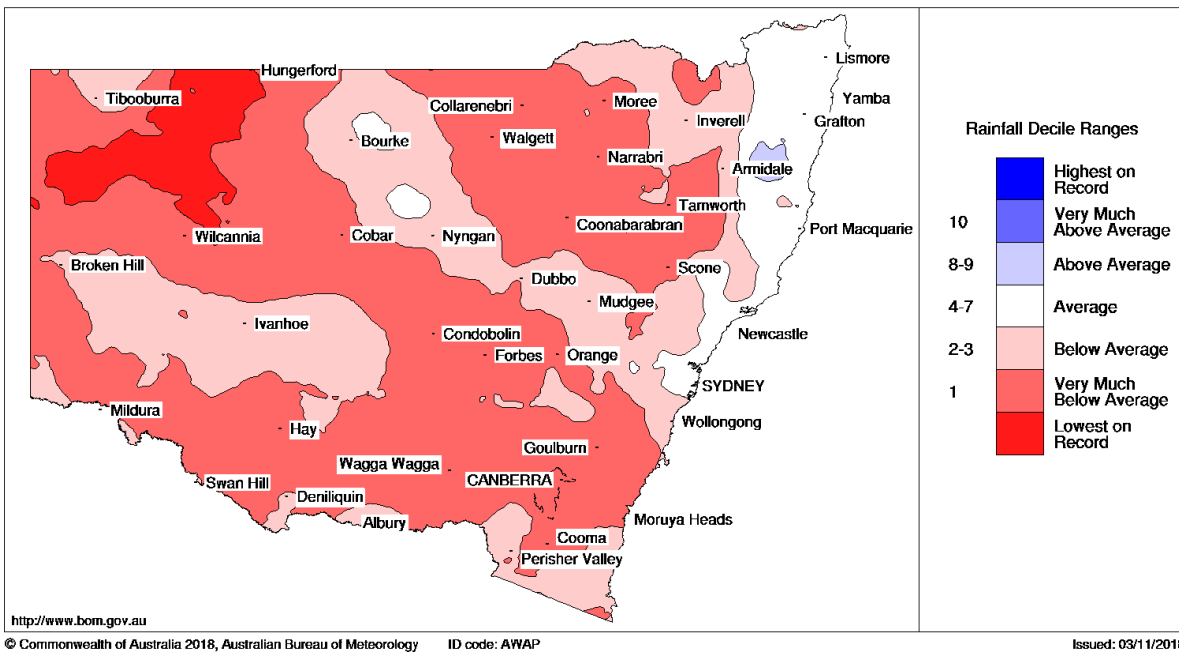 Hungerford
Tibooburra
Collarenebri
Moree
Lismore
Yamba
Grafton
Bourke
Walgett
Inverell
Narrabri
Armidale
Tamworth
Coonabarabran
Port Macquarie
Wilcannia
Cobar
Nyngan
Broken Hill
Scone
Dubbo
Mudgee
Ivanhoe
Newcastle
Condobolin
Forbes
Orange
SYDNEY
Mildura
Wollongong
Hay
Goulburn
Wagga Wagga
CANBERRA
Swan Hill
Deniliquin
Albury
Moruya Heads
Cooma
Perisher Valley
Rainfall Decile Ranges
Highest on
Record
10
Very Much
Above Average
8-9
Above Average
4-7
Average
2-3
Below Average
1
Very Much
Below Average
Lowest on
Record
http://www.bom.gov.au
© Commonwealth of Australia 2018, Australian Bureau of Meteorology ID code: AWAP Issued: 03/11/2018